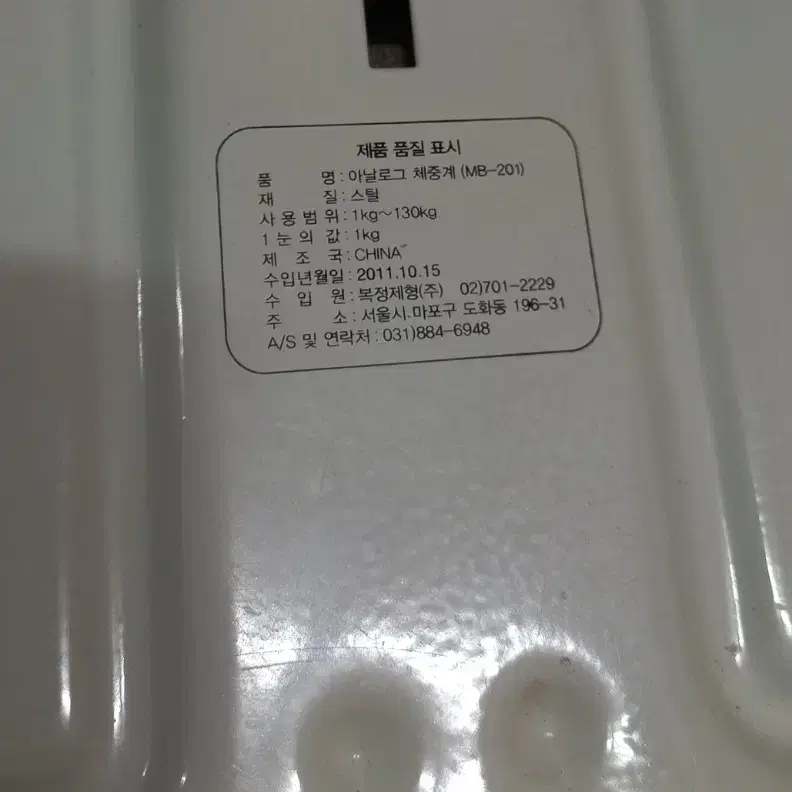 제품 품질 표시
품 명 : 아날로그 체중계 (MB-201)
재 질 : 스틸
사 용 범 위 : 1kg~130kg
1 눈 의 값 : 1kg
제 조 국 : CHINA
수입년월일 : 2011.10.15
수 입 원 : 복정제형(주) 02)701-2229
주 소 : 서울시.마포구 도화동 196-31
A/S 및 연락처 : 031)884-6948